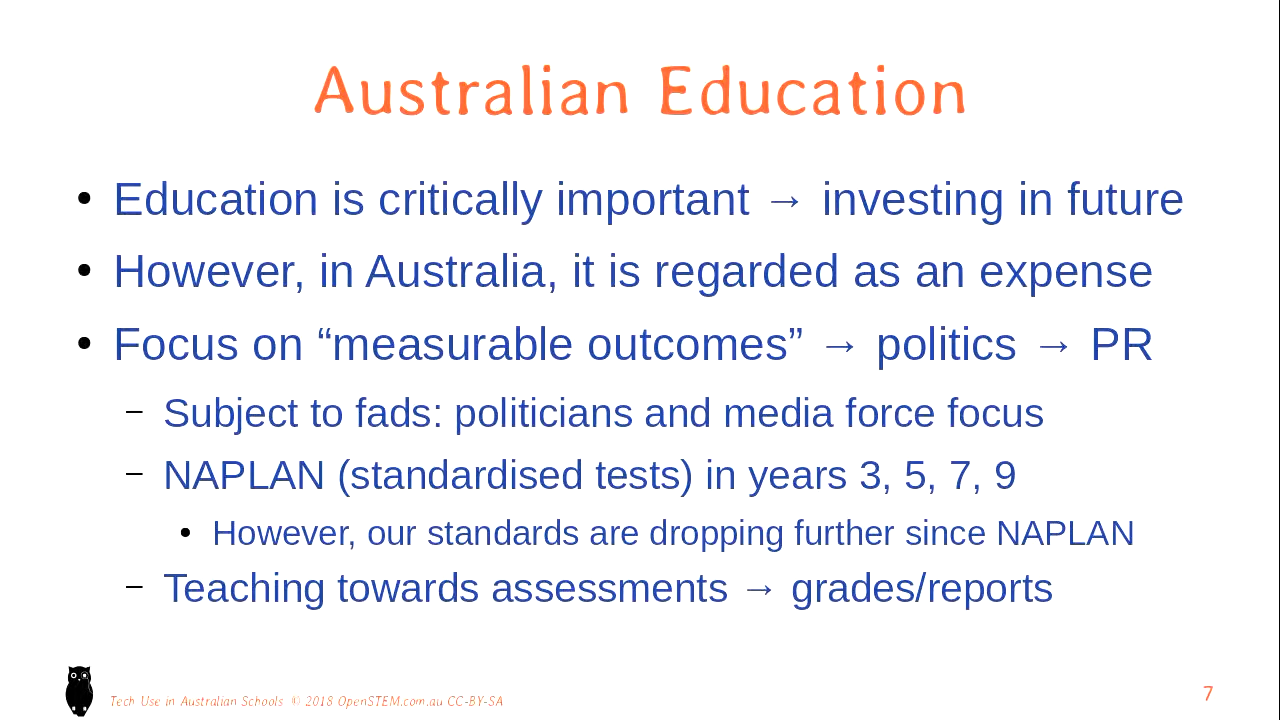 Australian Education
• Education is critically important → investing in future
• However, in Australia, it is regarded as an expense
• Focus on “measurable outcomes” → politics → PR
– Subject to fads: politicians and media force focus
– NAPLAN (standardised tests) in years 3, 5, 7, 9
• However, our standards are dropping further since NAPLAN
– Teaching towards assessments → grades/reports
Tech Use in Australian Schools © 2018 OpenSTEM.com.au CC-BY-SA
7